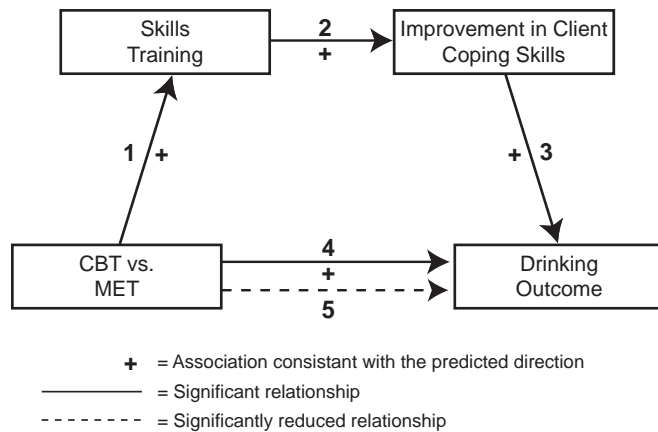 Skills
Training
2
+
Improvement in Client
Coping Skills
1
+
+
3
CBT vs.
MET
4
+
5
Drinking
Outcome
+ = Association consistant with the predicted direction
= Significant relationship
= Significantly reduced relationship